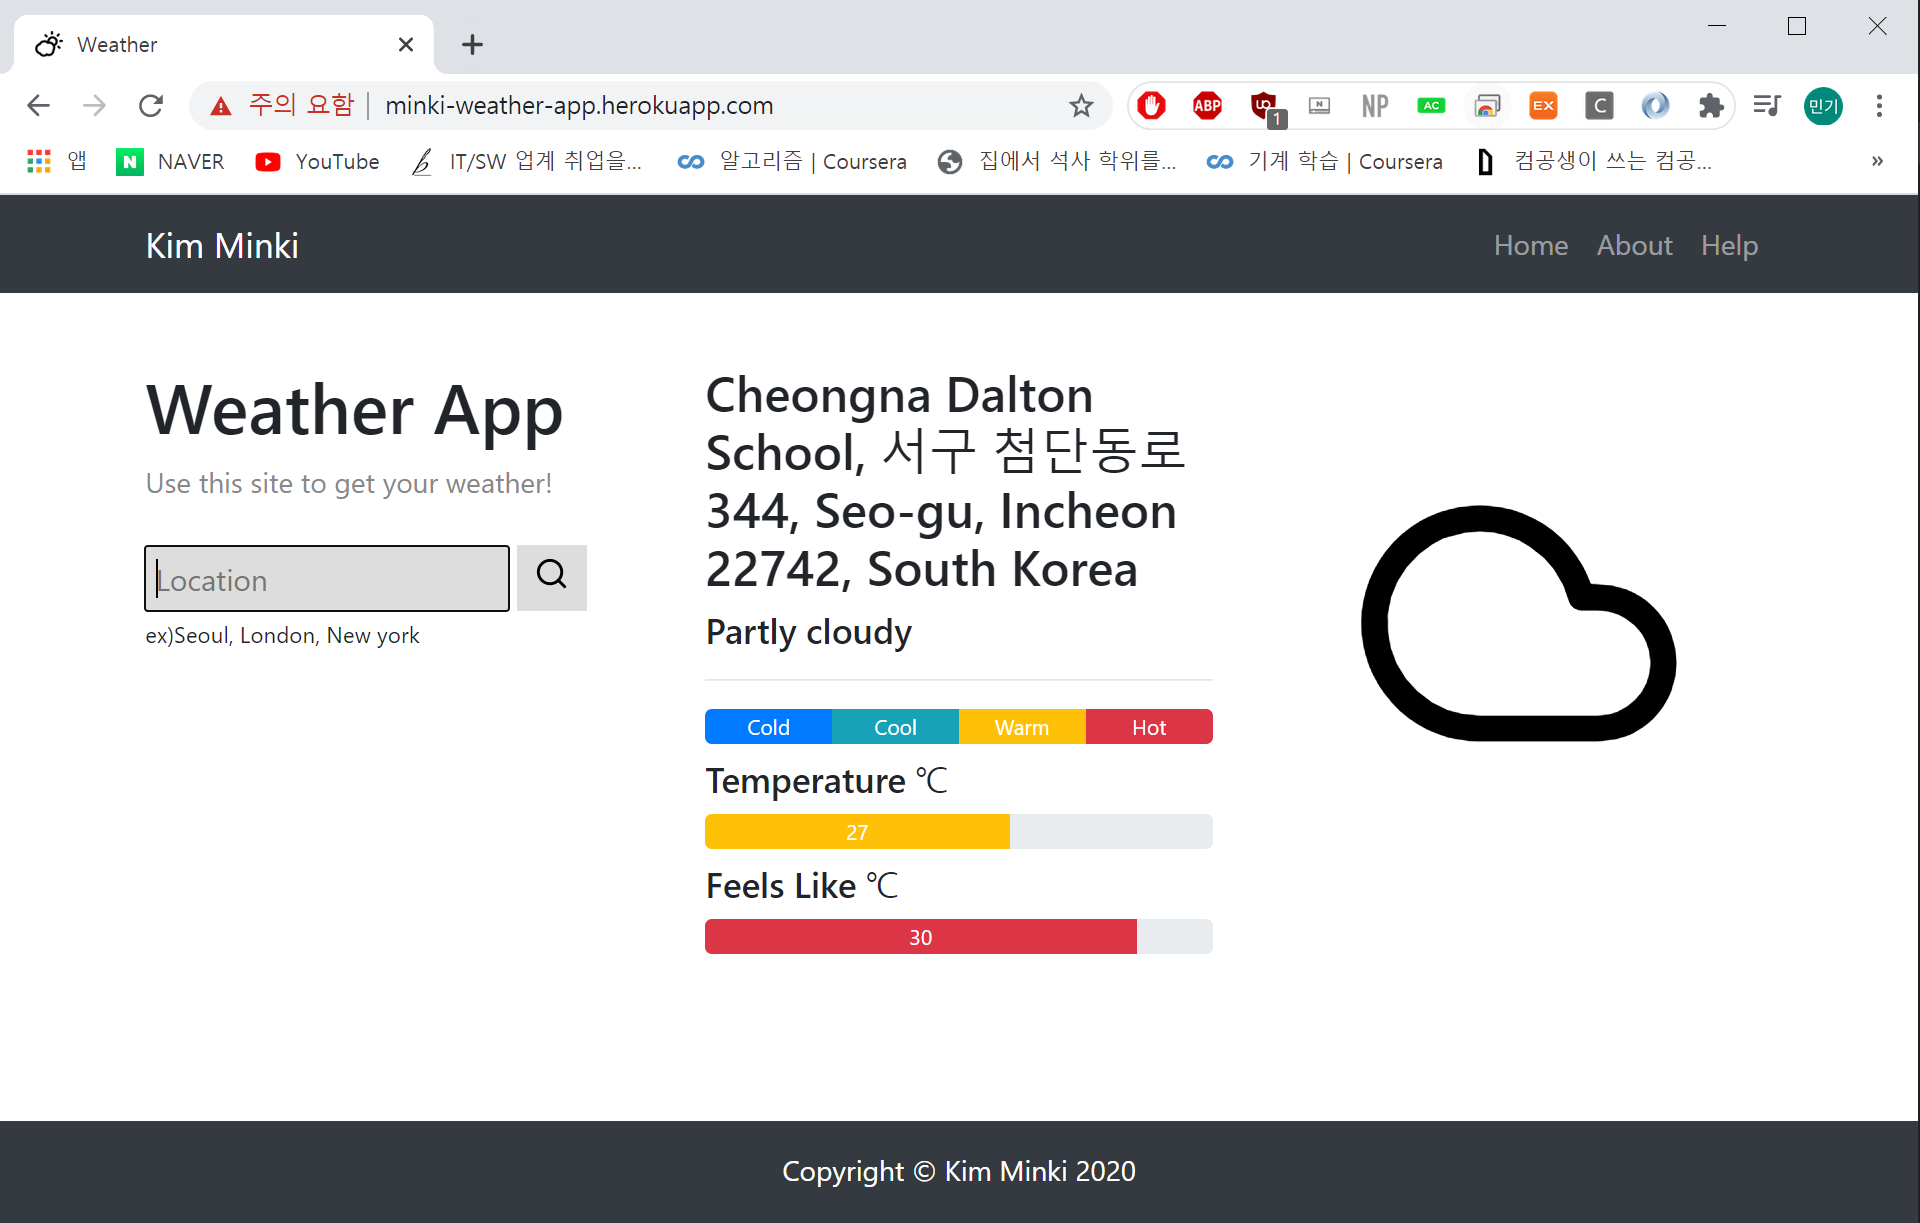 Weather
주의 요함 | minki-weather-app.herokuapp.com
ABP
UO
1
N
NP
AC
EX
C
민기
앱
N NAVER
YouTube
IT/SW 업계 취업을...
알고리즘 | Coursera
집에서 석사 학위를...
기계 학습 | Coursera
컴공생이 쓰는 컴공...
»
Kim Minki
Home About Help
Weather App
Use this site to get your weather!
Location
ex)Seoul, London, New york
Cheongna Dalton
School, 서구 첨단동로
344, Seo-gu, Incheon
22742, South Korea
Partly cloudy
Cold Cool Warm Hot
Temperature ℃
27
Feels Like ℃
30
Copyright © Kim Minki 2020